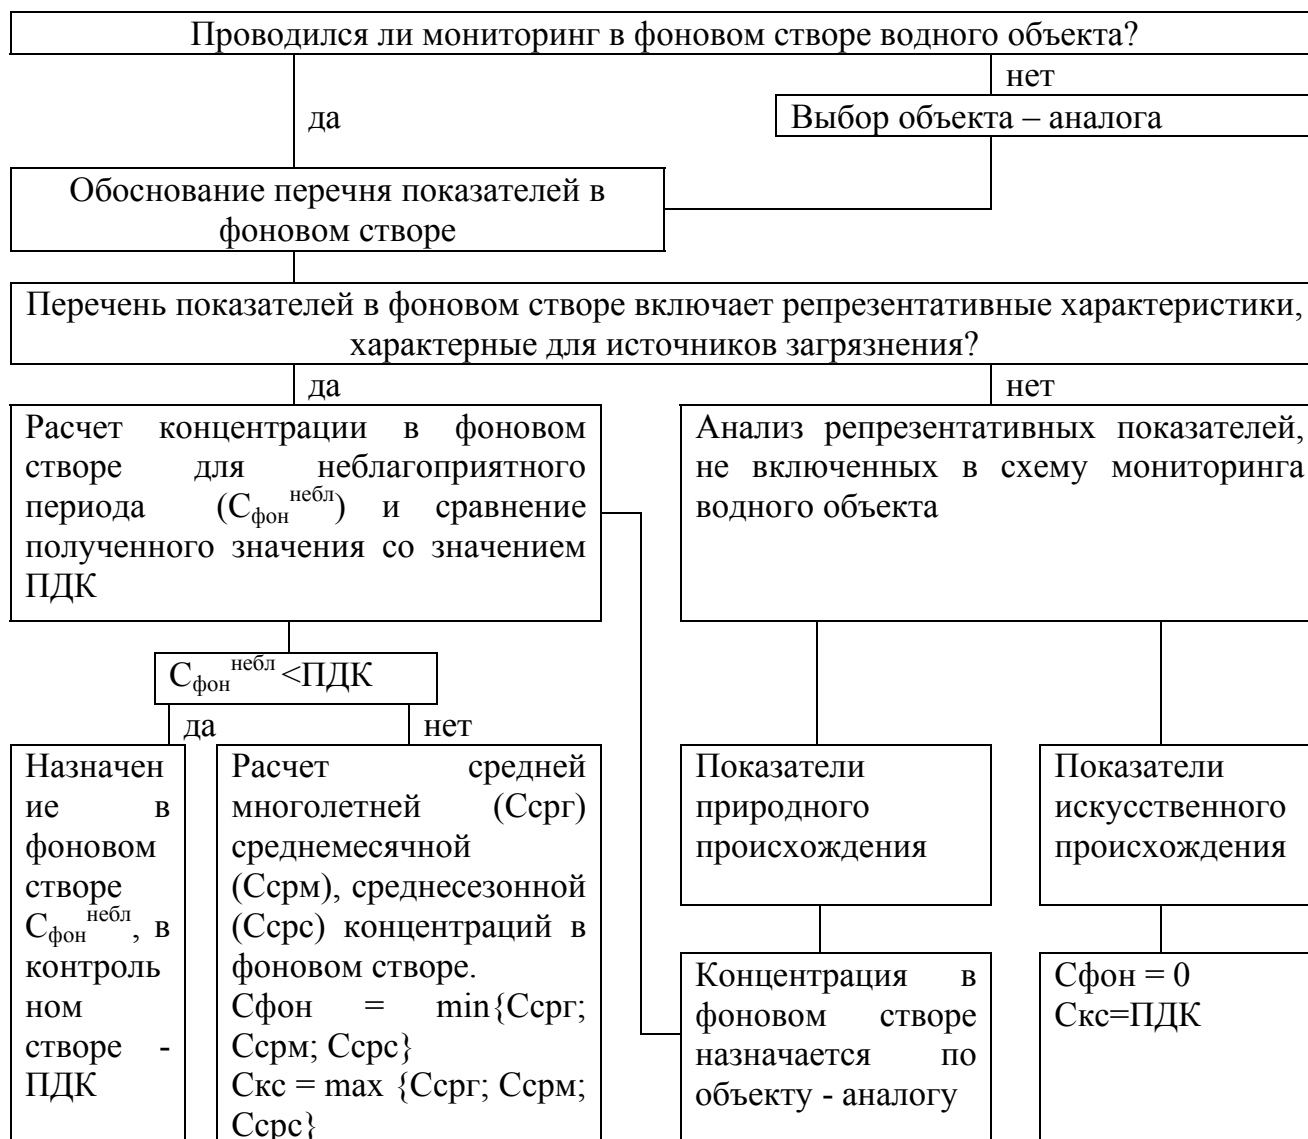 Проводился ли мониторинг в фоновом створе водного объекта?
нет
да
Выбор объекта – аналога
Обоснование перечня показателей в
фоновом створе
Перечень показателей в фоновом створе включает репрезентативные характеристики,
характерные для источников загрязнения?
да
нет
Расчет концентрации в фоновом
створе для неблагоприятного
периода (Сфон^небл) и сравнение
полученного значения со значением
ПДК
Анализ репрезентативных показателей,
не включенных в схему мониторинга
водного объекта
Сфон^небл <ПДК
да
нет
Назначен
ие в
фоновом
створе
Сфон^небл, в
контроль
ном
створе -
ПДК
Расчет средней
многолетней (Ссрг)
среднемесячной
(Ссрм), среднесезонной
(Ссрс) концентраций в
фоновом створе.
Сфон = min{Ссрг;
Ссрм; Ссрс}
Скс = max {Ссрг; Ссрм;
Ссрс}
Показатели
природного
происхождения
Показатели
искусственного
происхождения
Концентрация в
фоновом створе
назначается по
объекту - аналогу
Сфон = 0
Скс=ПДК